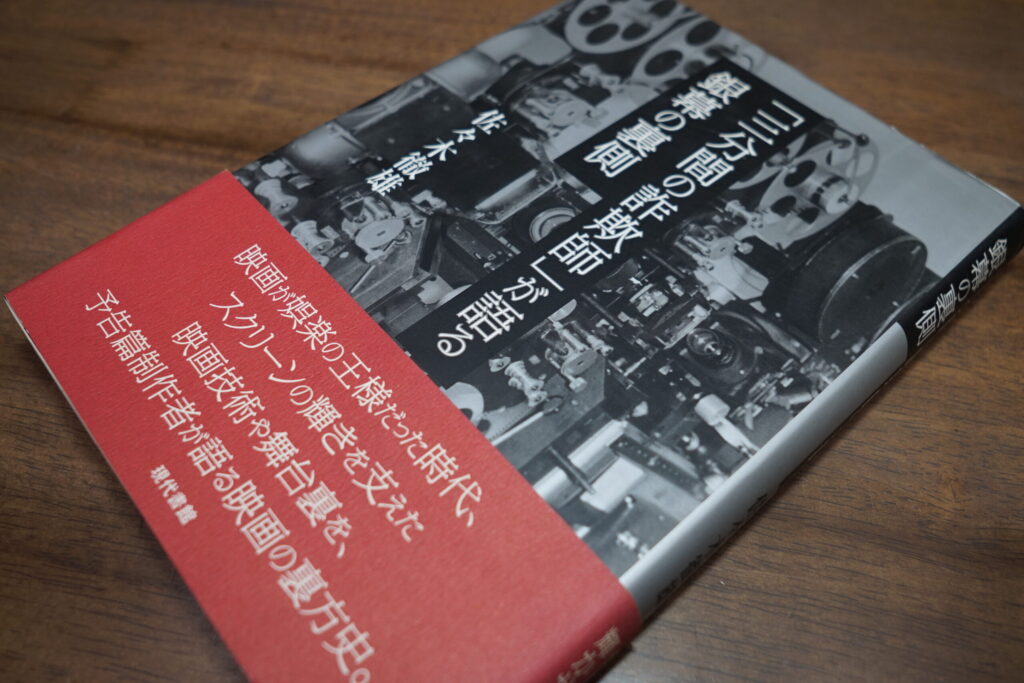 「三分間の詐欺師」が語る
銀幕の裏側
佐々木徹雄
映画が娯楽の王様だった時代、
スクリーンの輝きを支えた
映画技術や舞台裏を、
予告篇制作者が語る映画の裏方史。
現代書館
銀幕の裏側